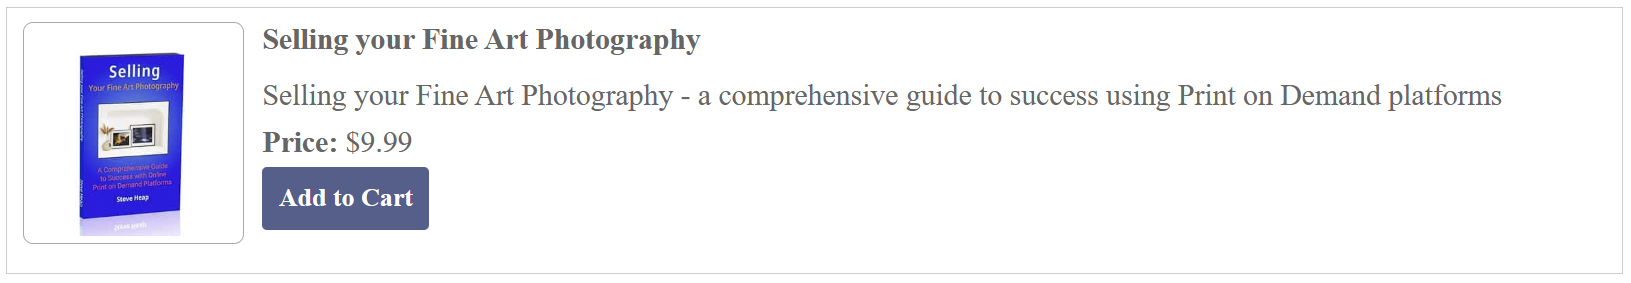 Selling
Your Fine Art Photography
A Comprehensive Guide
to Success with Online
Print on Demand Platforms
Steve Heap
Selling your Fine Art Photography
Selling your Fine Art Photography - a comprehensive guide to success using Print on Demand platforms
Price: $9.99
Add to Cart